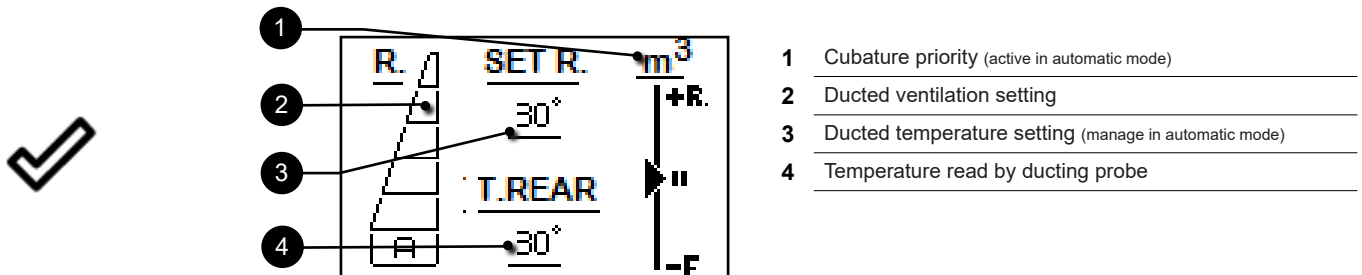 1
R. SET R. m³
2 30° +R.
3 =
T.REAR
4 A 30° -F
1 Cubature priority (active in automatic mode)
2 Ducted ventilation setting
3 Ducted temperature setting (manage in automatic mode)
4 Temperature read by ducting probe